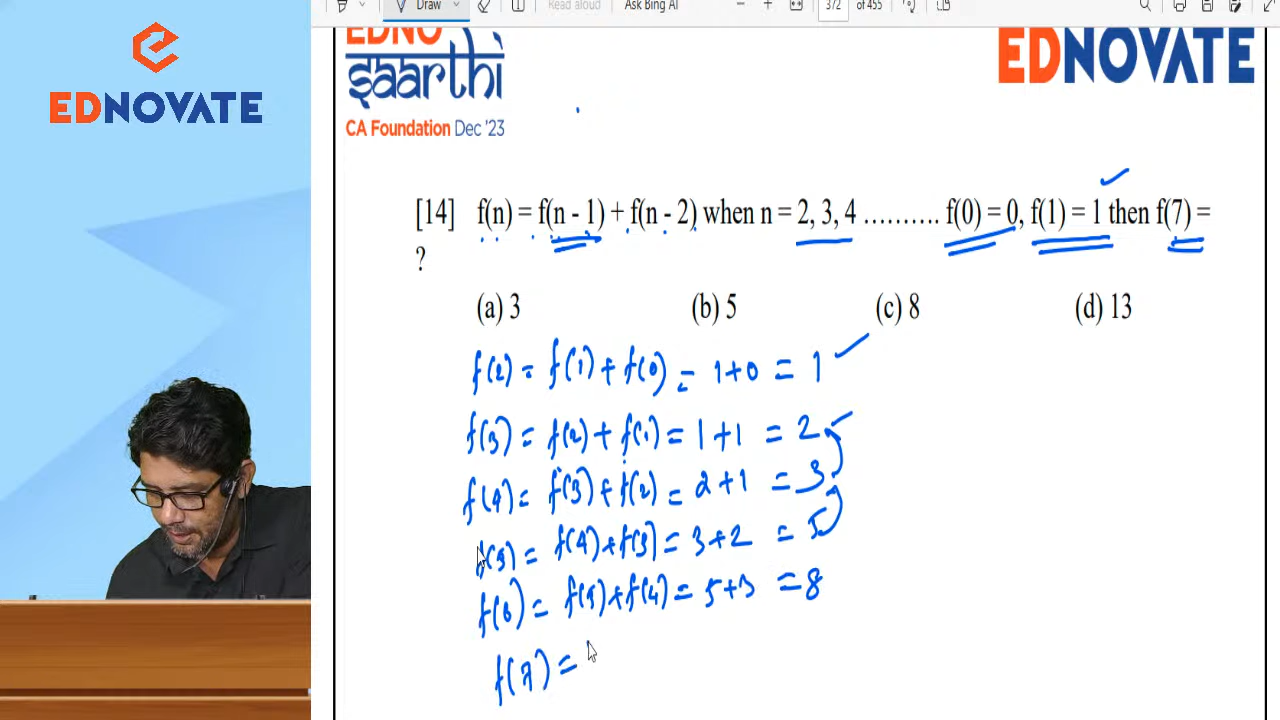 Draw
Read aloud
Ask Bing AI
372
of 455
EDNOVATE
EDNO
saarthi
CA Foundation Dec '23
EDNOVATE
[14] f(n) = f(n - 1) + f(n - 2) when n = 2, 3, 4 ………. f(0) = 0, f(1) = 1 then f(7) =
?
(a) 3 (b) 5 (c) 8 (d) 13
f(2) = f(1) + f(0) = 1+0 = 1
f(3) = f(2) + f(1) = 1+1 = 2
f(4) = f(3) + f(2) = 2+1 = 3
f(5) = f(4) + f(3) = 3+2 = 5
f(6) = f(5) + f(4) = 5+3 = 8
f(7) =